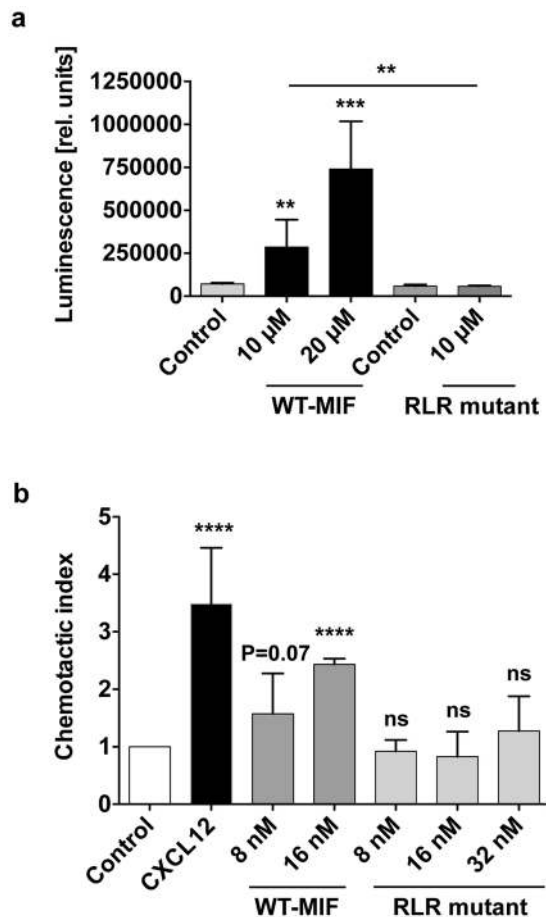 a
**
***
**
Luminescence [rel. units]
1250000
1000000
750000
500000
250000
0
Control
10 µM
20 µM
Control
10 µM
WT-MIF
RLR mutant
b
****
P=0.07
****
ns
ns
ns
Chemotactic index
5
4
3
2
1
0
Control
CXCL12
8 nM
16 nM
8 nM
16 nM
32 nM
WT-MIF
RLR mutant